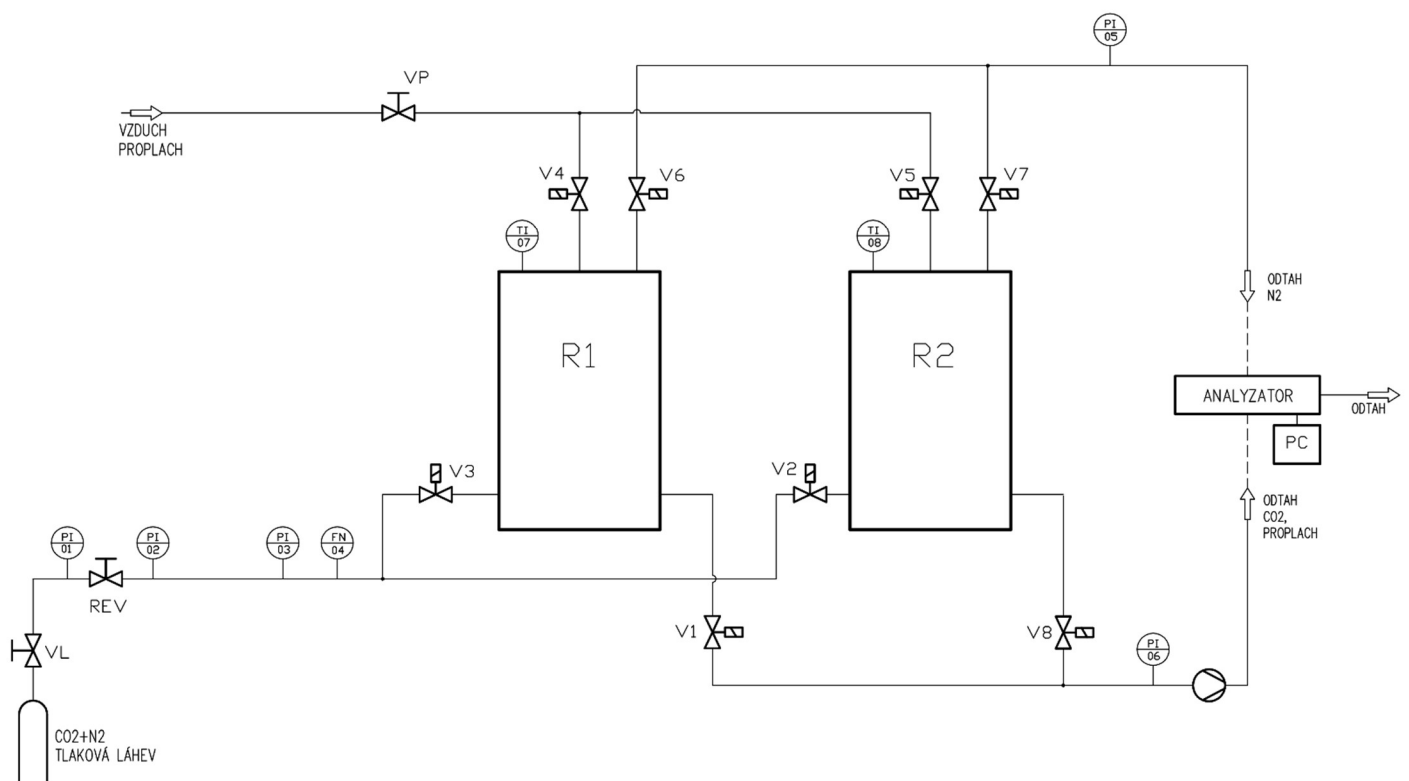 PI
05
VP
VZDUCH
PROPLACH
V4
V6
V5
V7
TI
07
TI
08
ODTAH
N2
R1
R2
ANALYZATOR
ODTAH
PC
V3
V2
ODTAH
CO2,
PROPLACH
PI
01
PI
02
PI
03
FN
04
REV
V1
V8
VL
PI
06
CO2+N2
TLAKOVÁ LÁHEV